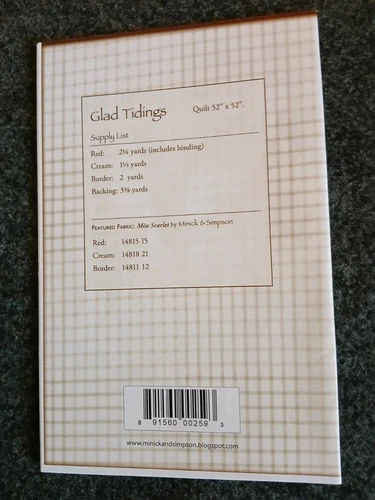 Glad Tidings Quilt 52" x 52".
Supply List
Red: 2¼ yards (includes binding)
Cream: 1⅓ yards
Border: 2 yards
Backing: 3⅜ yards
Featured Fabric: Miss Scarlet by Minick & Simpson
Red: 14815 15
Cream: 14818 21
Border: 14811 12
8 91560 00259 3
www.minickandsimpson.blogspot.com